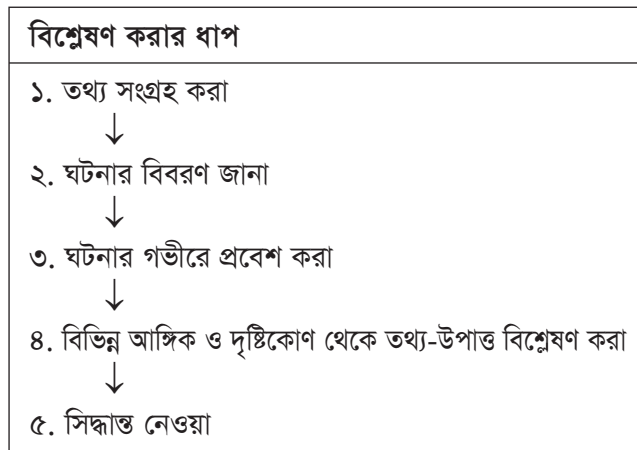 বিশ্লেষণ করার ধাপ
১. তথ্য সংগ্রহ করা
↓
২. ঘটনার বিবরণ জানা
↓
৩. ঘটনার গভীরে প্রবেশ করা
↓
৪. বিভিন্ন আঙ্গিক ও দৃষ্টিকোণ থেকে তথ্য-উপাত্ত বিশ্লেষণ করা
↓
৫. সিদ্ধান্ত নেওয়া